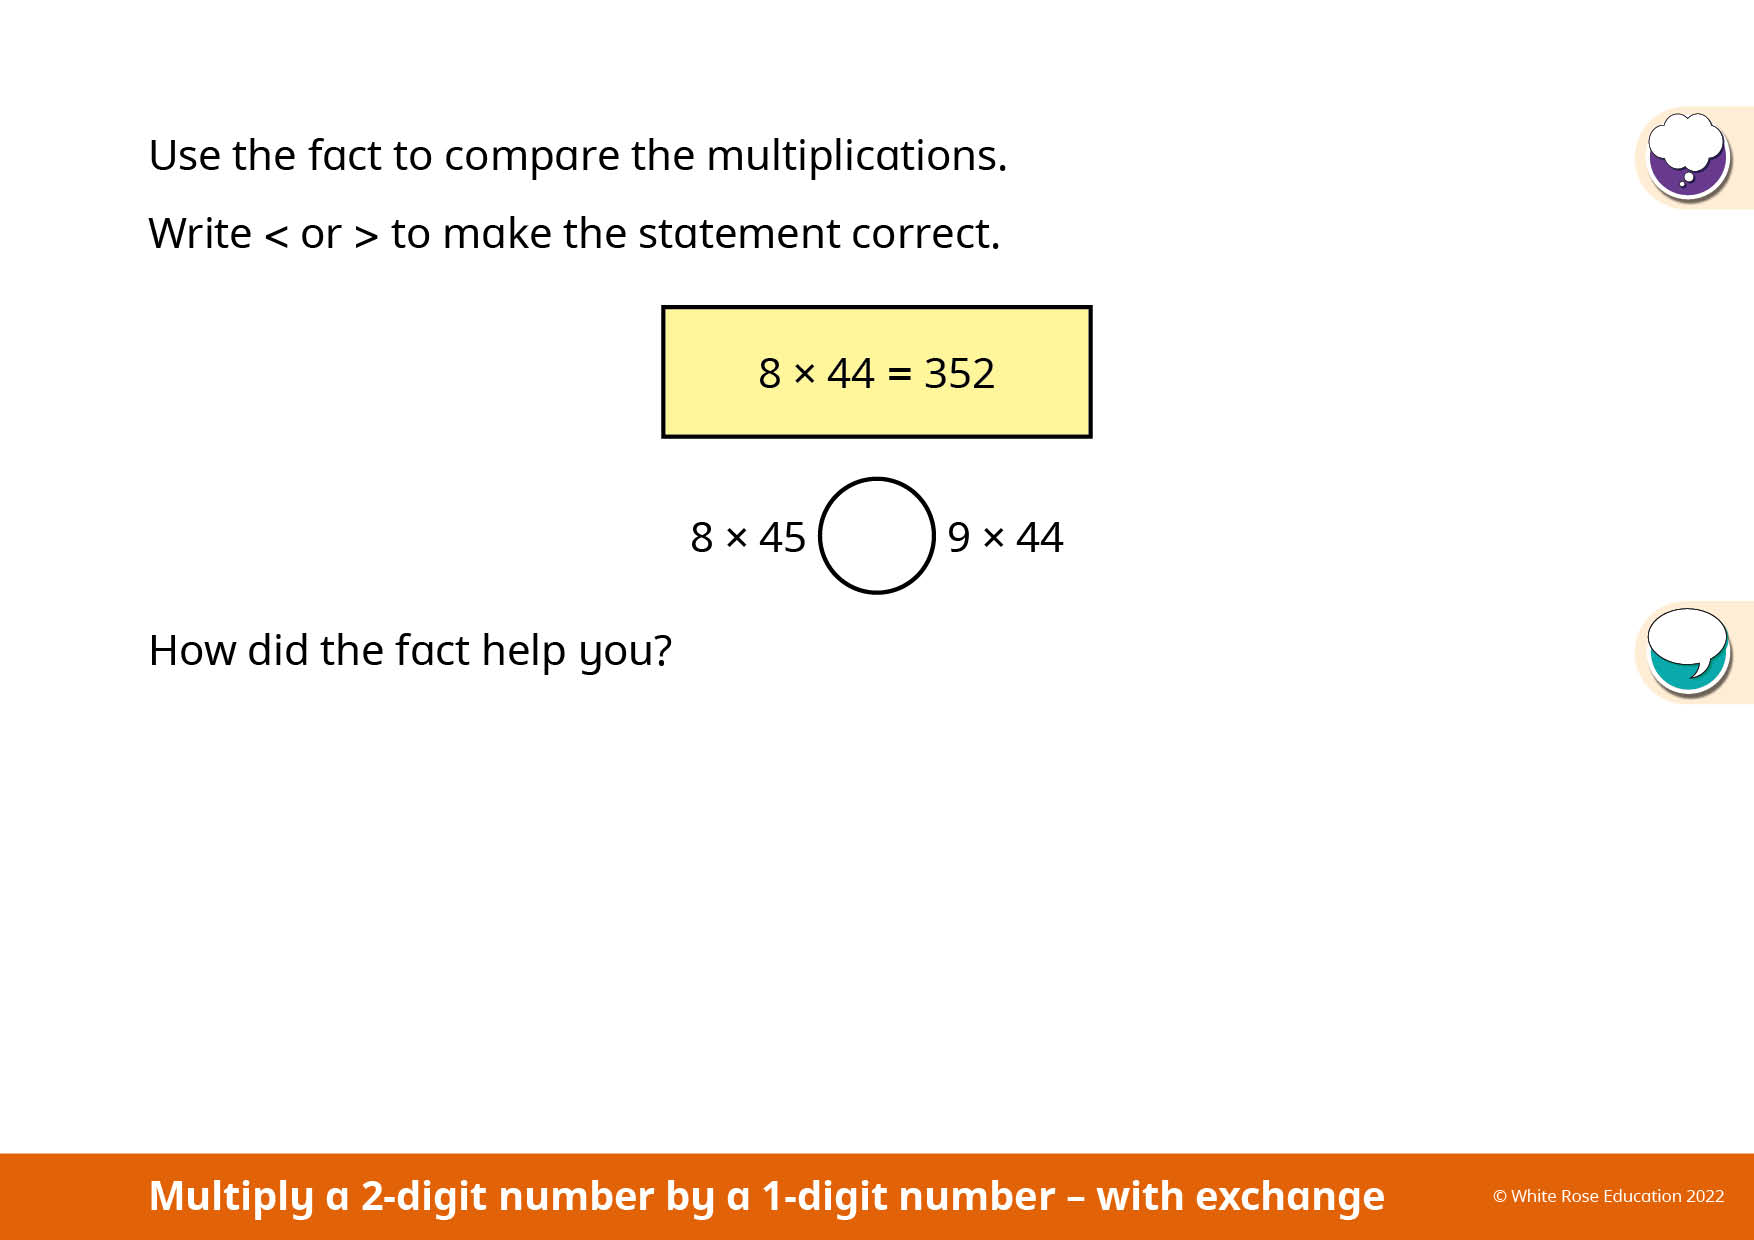 Use the fact to compare the multiplications.
Write < or > to make the statement correct.
8 × 44 = 352
8 × 45 9 × 44
How did the fact help you?
Multiply a 2-digit number by a 1-digit number – with exchange
© White Rose Education 2022